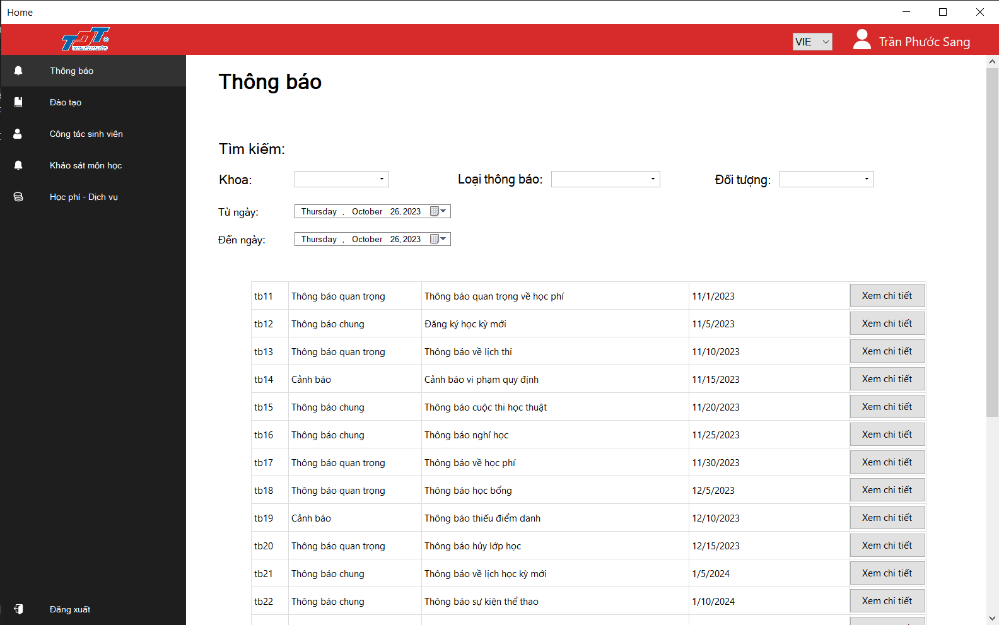 Home
TDT
VIE
Trần Phước Sang
Thông báo
Đào tạo
Công tác sinh viên
Khảo sát môn học
Học phí - Dịch vụ
Đăng xuất
Thông báo
Tìm kiếm:
Khoa: Loại thông báo: Đối tượng:
Từ ngày: Thursday , October 26, 2023
Đến ngày: Thursday , October 26, 2023
tb11 Thông báo quan trọng Thông báo quan trọng về học phí 11/1/2023 Xem chi tiết
tb12 Thông báo chung Đăng ký học kỳ mới 11/5/2023 Xem chi tiết
tb13 Thông báo quan trọng Thông báo về lịch thi 11/10/2023 Xem chi tiết
tb14 Cảnh báo Cảnh báo vi phạm quy định 11/15/2023 Xem chi tiết
tb15 Thông báo chung Thông báo cuộc thi học thuật 11/20/2023 Xem chi tiết
tb16 Thông báo chung Thông báo nghỉ học 11/25/2023 Xem chi tiết
tb17 Thông báo quan trọng Thông báo về học phí 11/30/2023 Xem chi tiết
tb18 Thông báo quan trọng Thông báo học bổng 12/5/2023 Xem chi tiết
tb19 Cảnh báo Thông báo thiếu điểm danh 12/10/2023 Xem chi tiết
tb20 Thông báo quan trọng Thông báo hủy lớp học 12/15/2023 Xem chi tiết
tb21 Thông báo chung Thông báo về lịch học kỳ mới 1/5/2024 Xem chi tiết
tb22 Thông báo chung Thông báo sự kiện thể thao 1/10/2024 Xem chi tiết